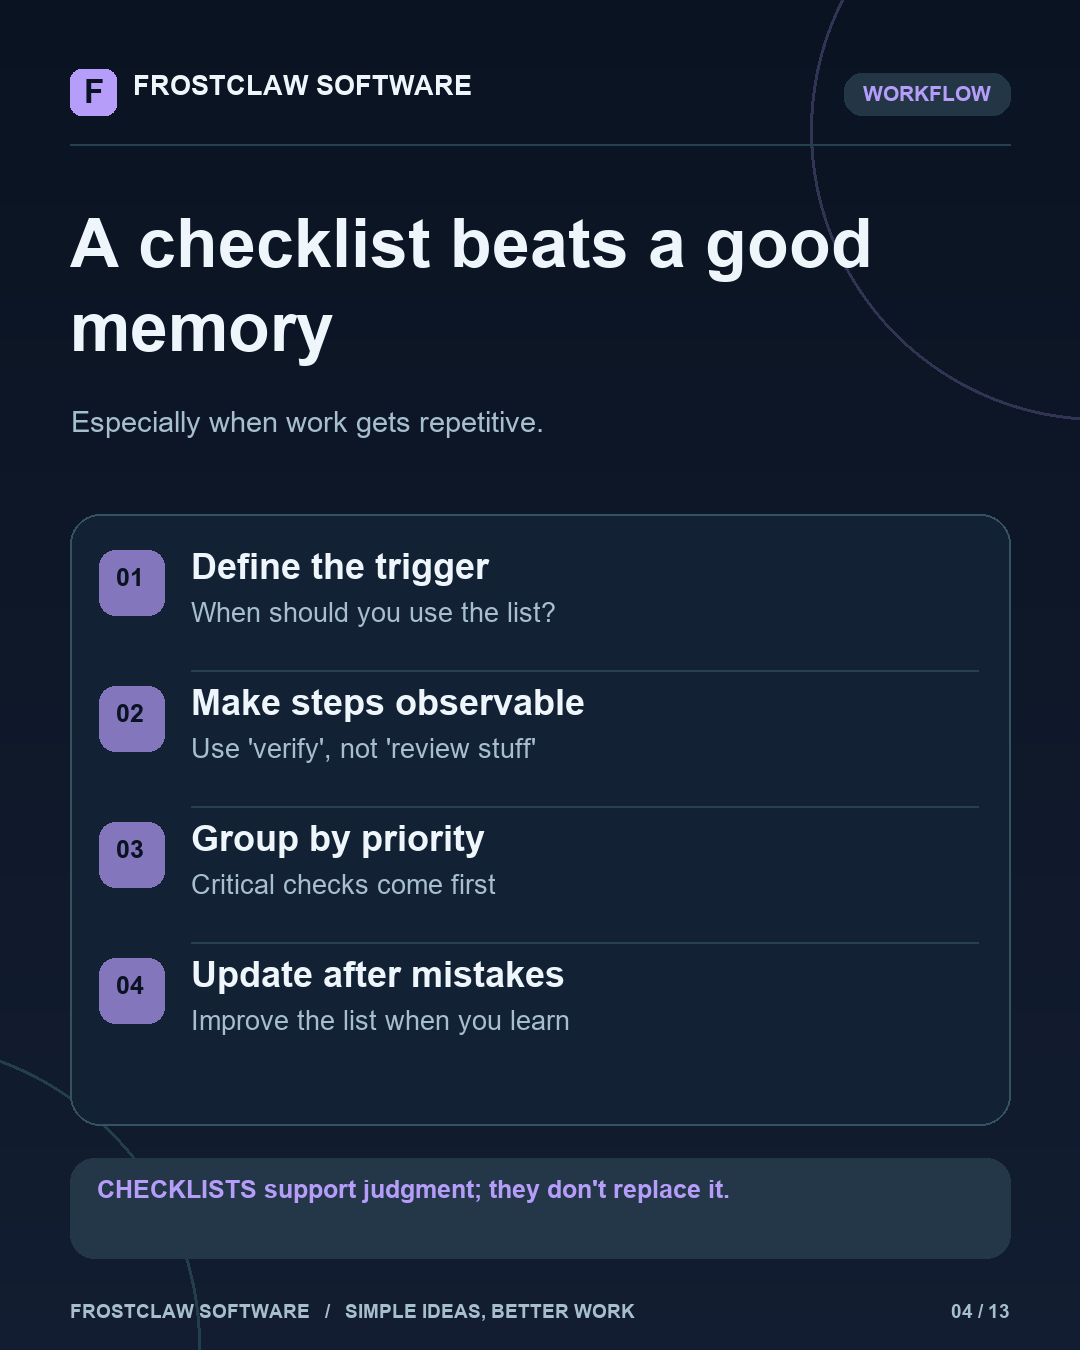 F FROSTCLAW SOFTWARE
WORKFLOW
A checklist beats a good
memory
Especially when work gets repetitive.
01 Define the trigger
When should you use the list?
02 Make steps observable
Use 'verify', not 'review stuff'
03 Group by priority
Critical checks come first
04 Update after mistakes
Improve the list when you learn
CHECKLISTS support judgment; they don't replace it.
FROSTCLAW SOFTWARE / SIMPLE IDEAS, BETTER WORK
04 / 13